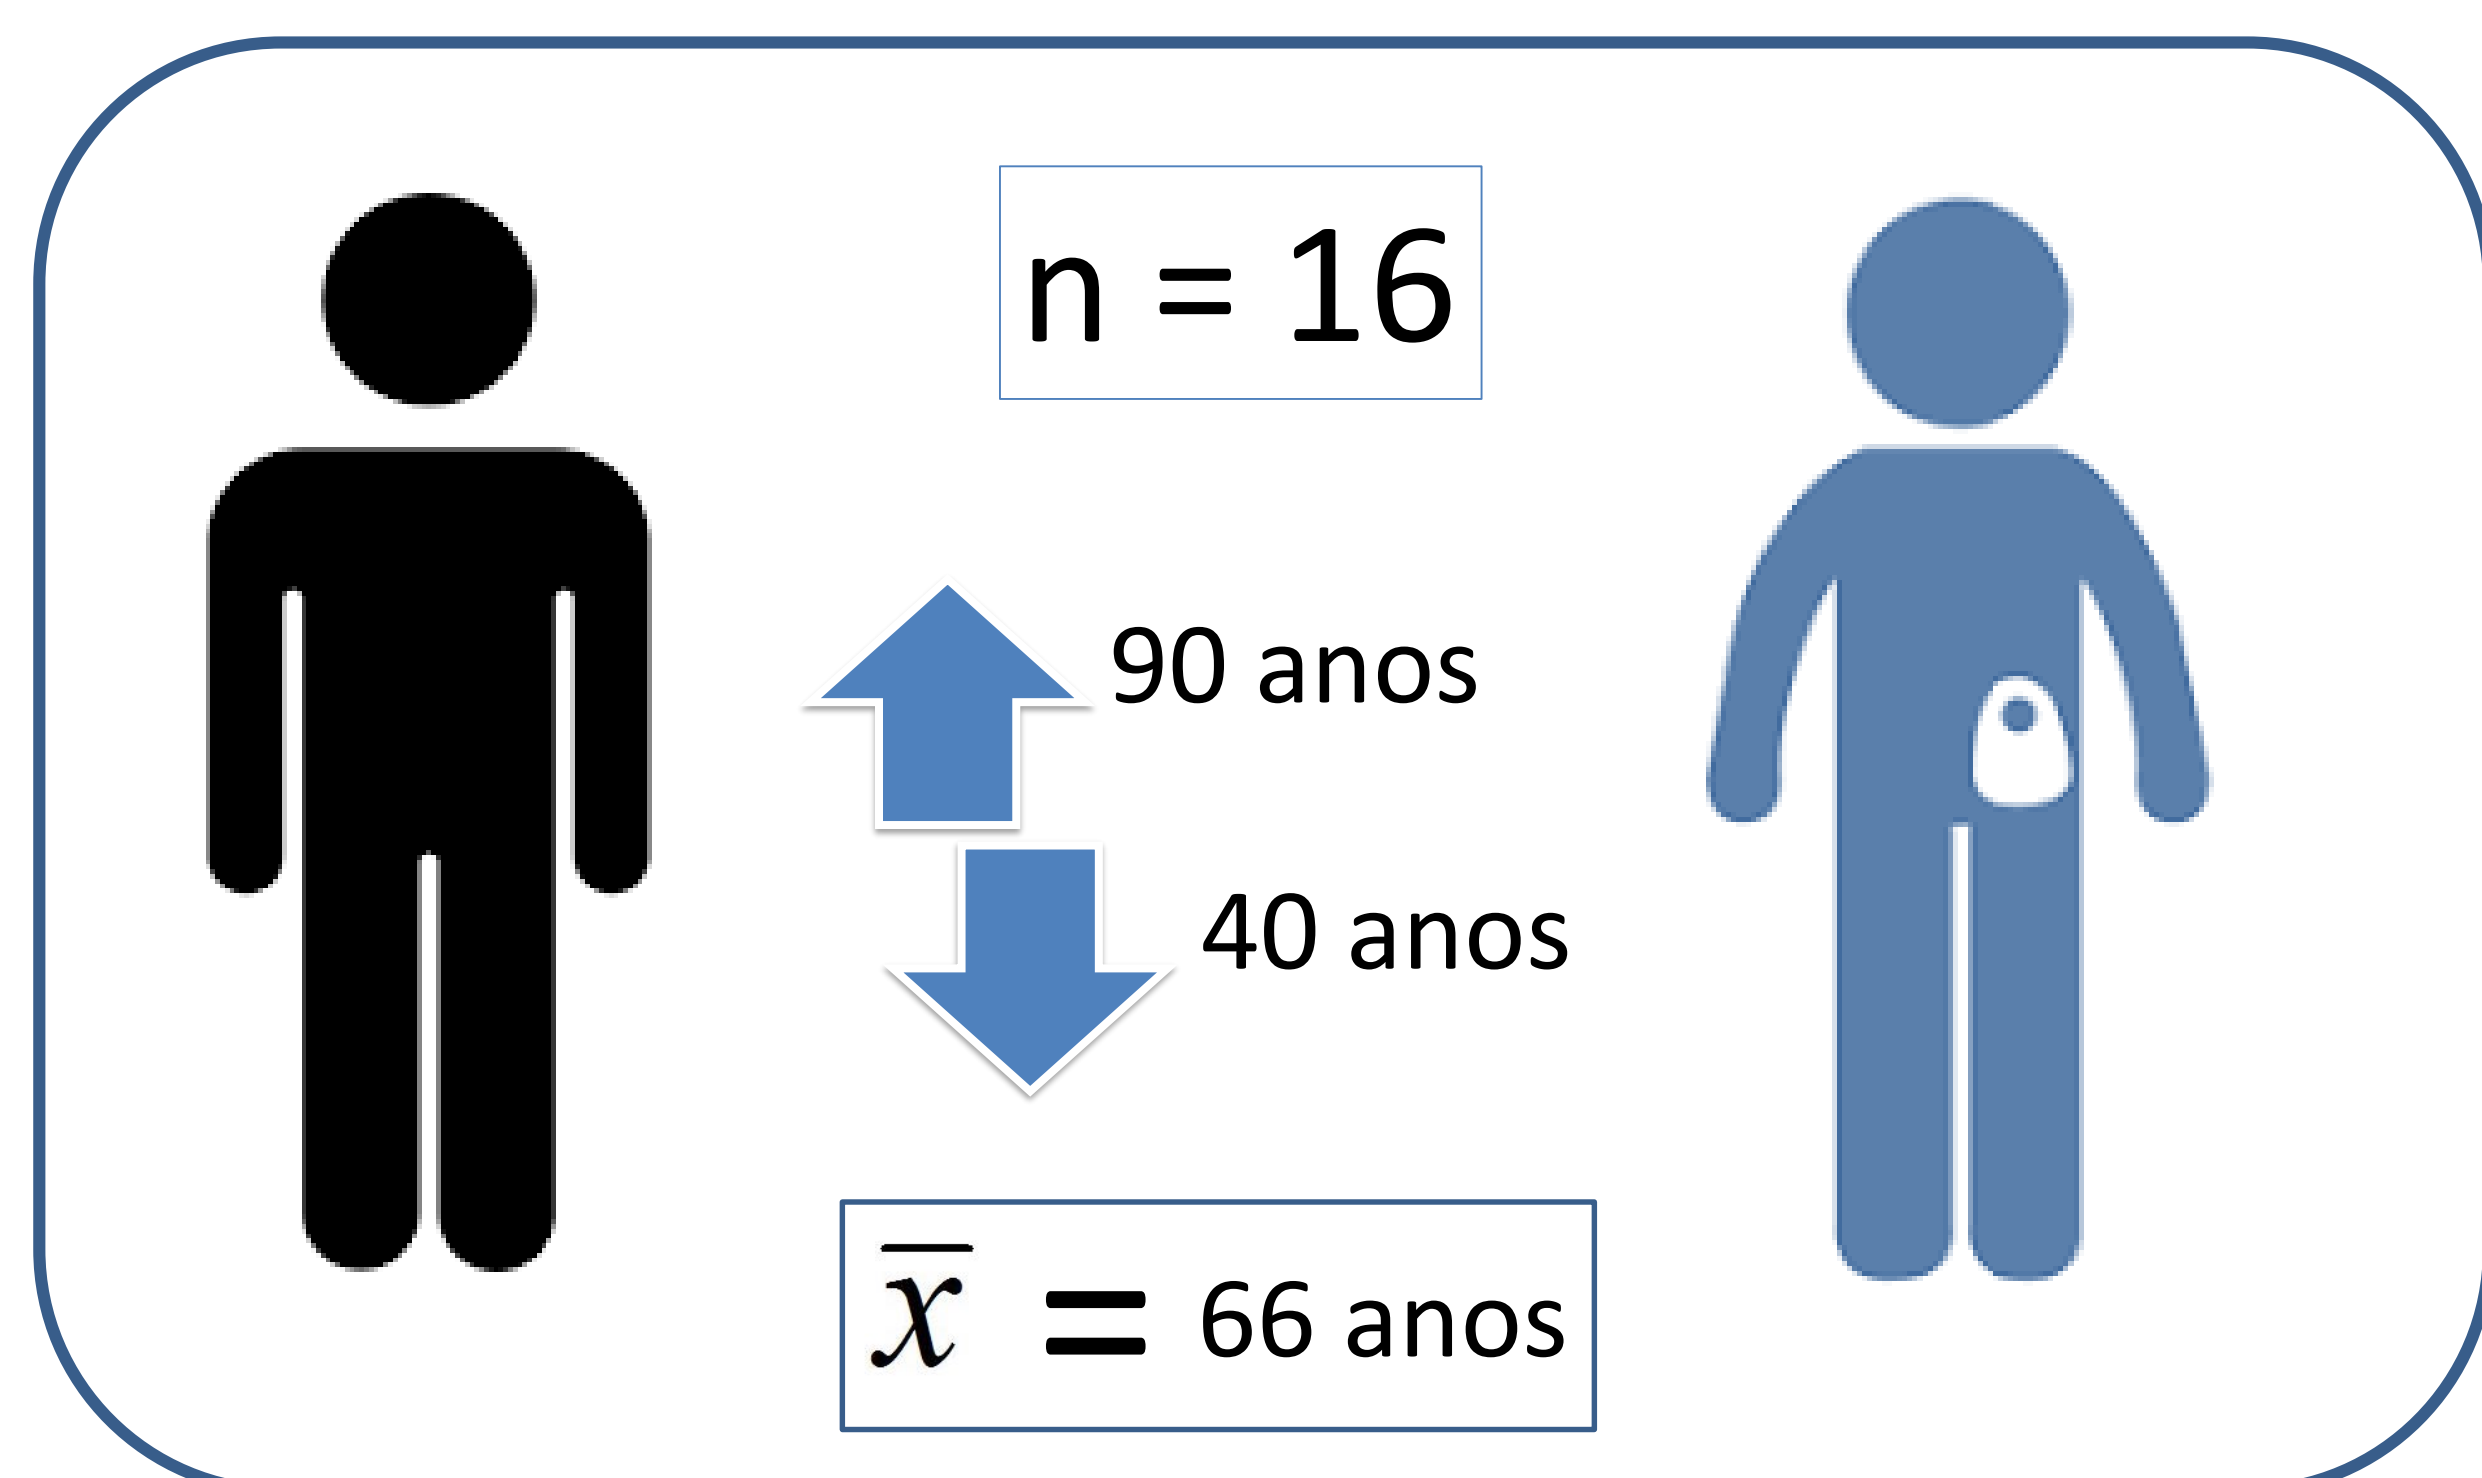 n = 16
90 anos
40 anos
x̅ = 66 anos